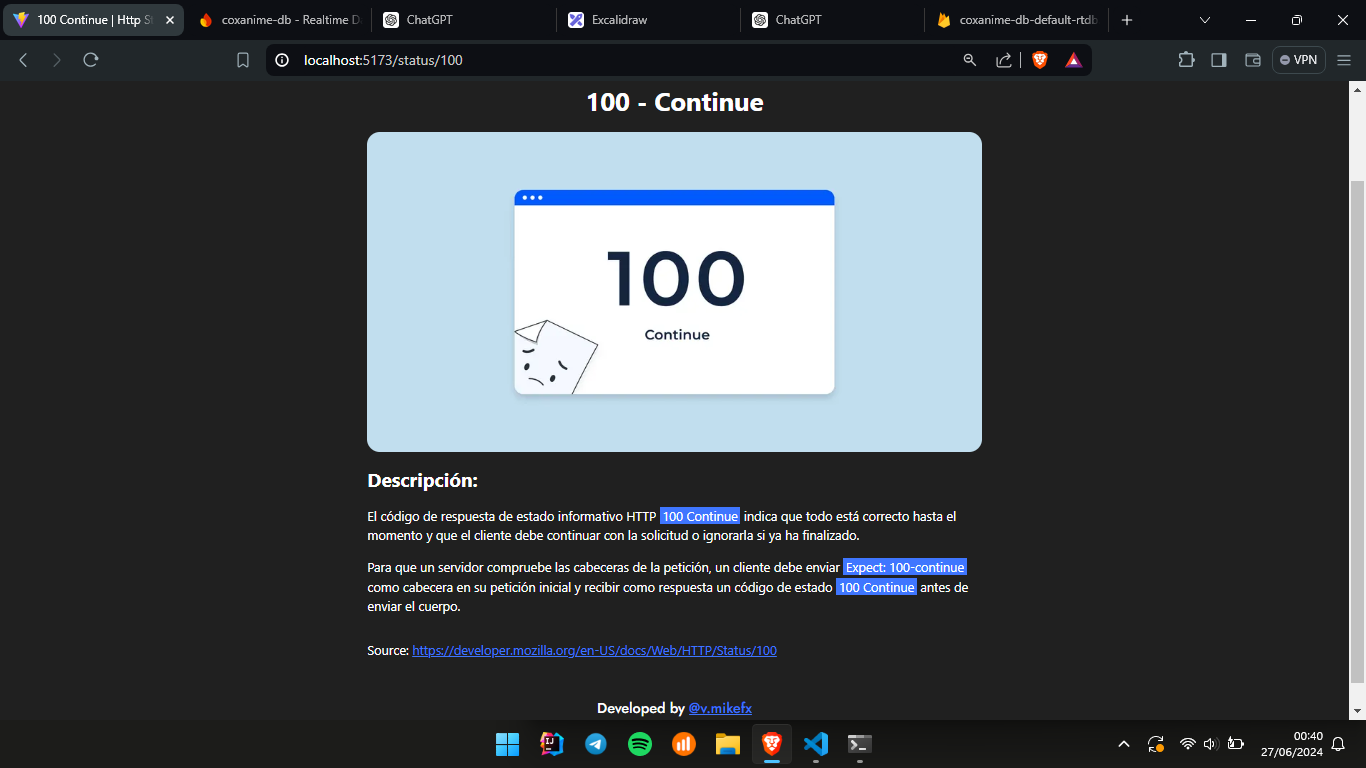 100 Continue | Http S
coxanime-db - Realtime D
ChatGPT
Excalidraw
ChatGPT
coxanime-db-default-rtdb
localhost:5173/status/100
VPN
100 - Continue
100
Continue
Descripción:
El código de respuesta de estado informativo HTTP 100 Continue indica que todo está correcto hasta el
momento y que el cliente debe continuar con la solicitud o ignorarla si ya ha finalizado.
Para que un servidor compruebe las cabeceras de la petición, un cliente debe enviar Expect: 100-continue
como cabecera en su petición inicial y recibir como respuesta un código de estado 100 Continue antes de
enviar el cuerpo.
Source: https://developer.mozilla.org/en-US/docs/Web/HTTP/Status/100
Developed by @v.mikefx
IJ
00:40
27/06/2024